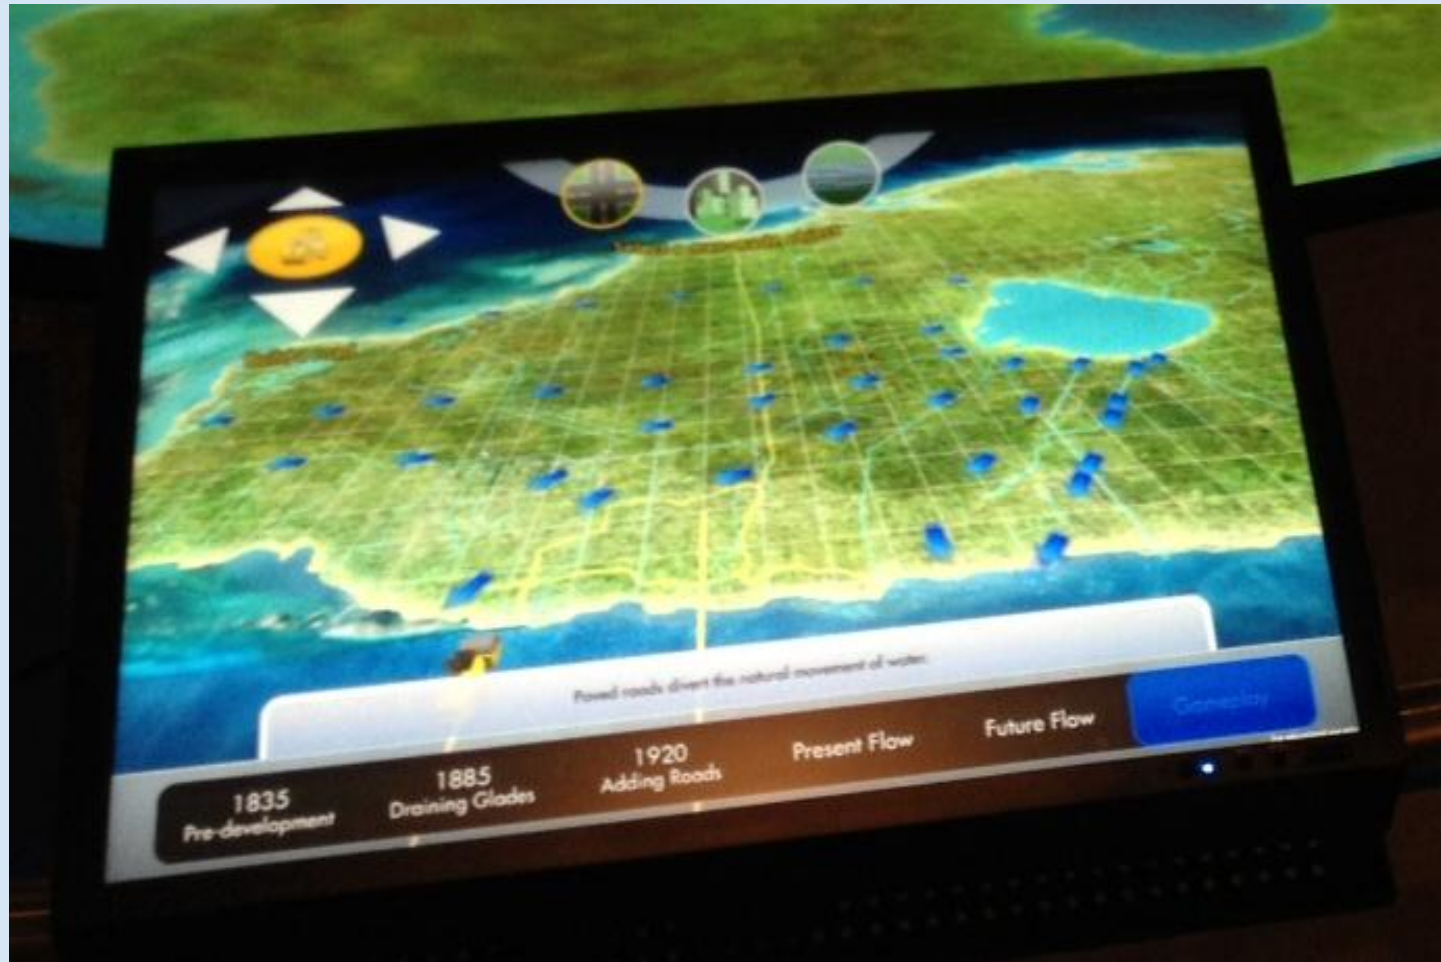 Paved roads divert the natural movement of water.
1835
Pre-development
1885
Draining Glades
1920
Adding Roads
Present Flow
Future Flow
Gameplay